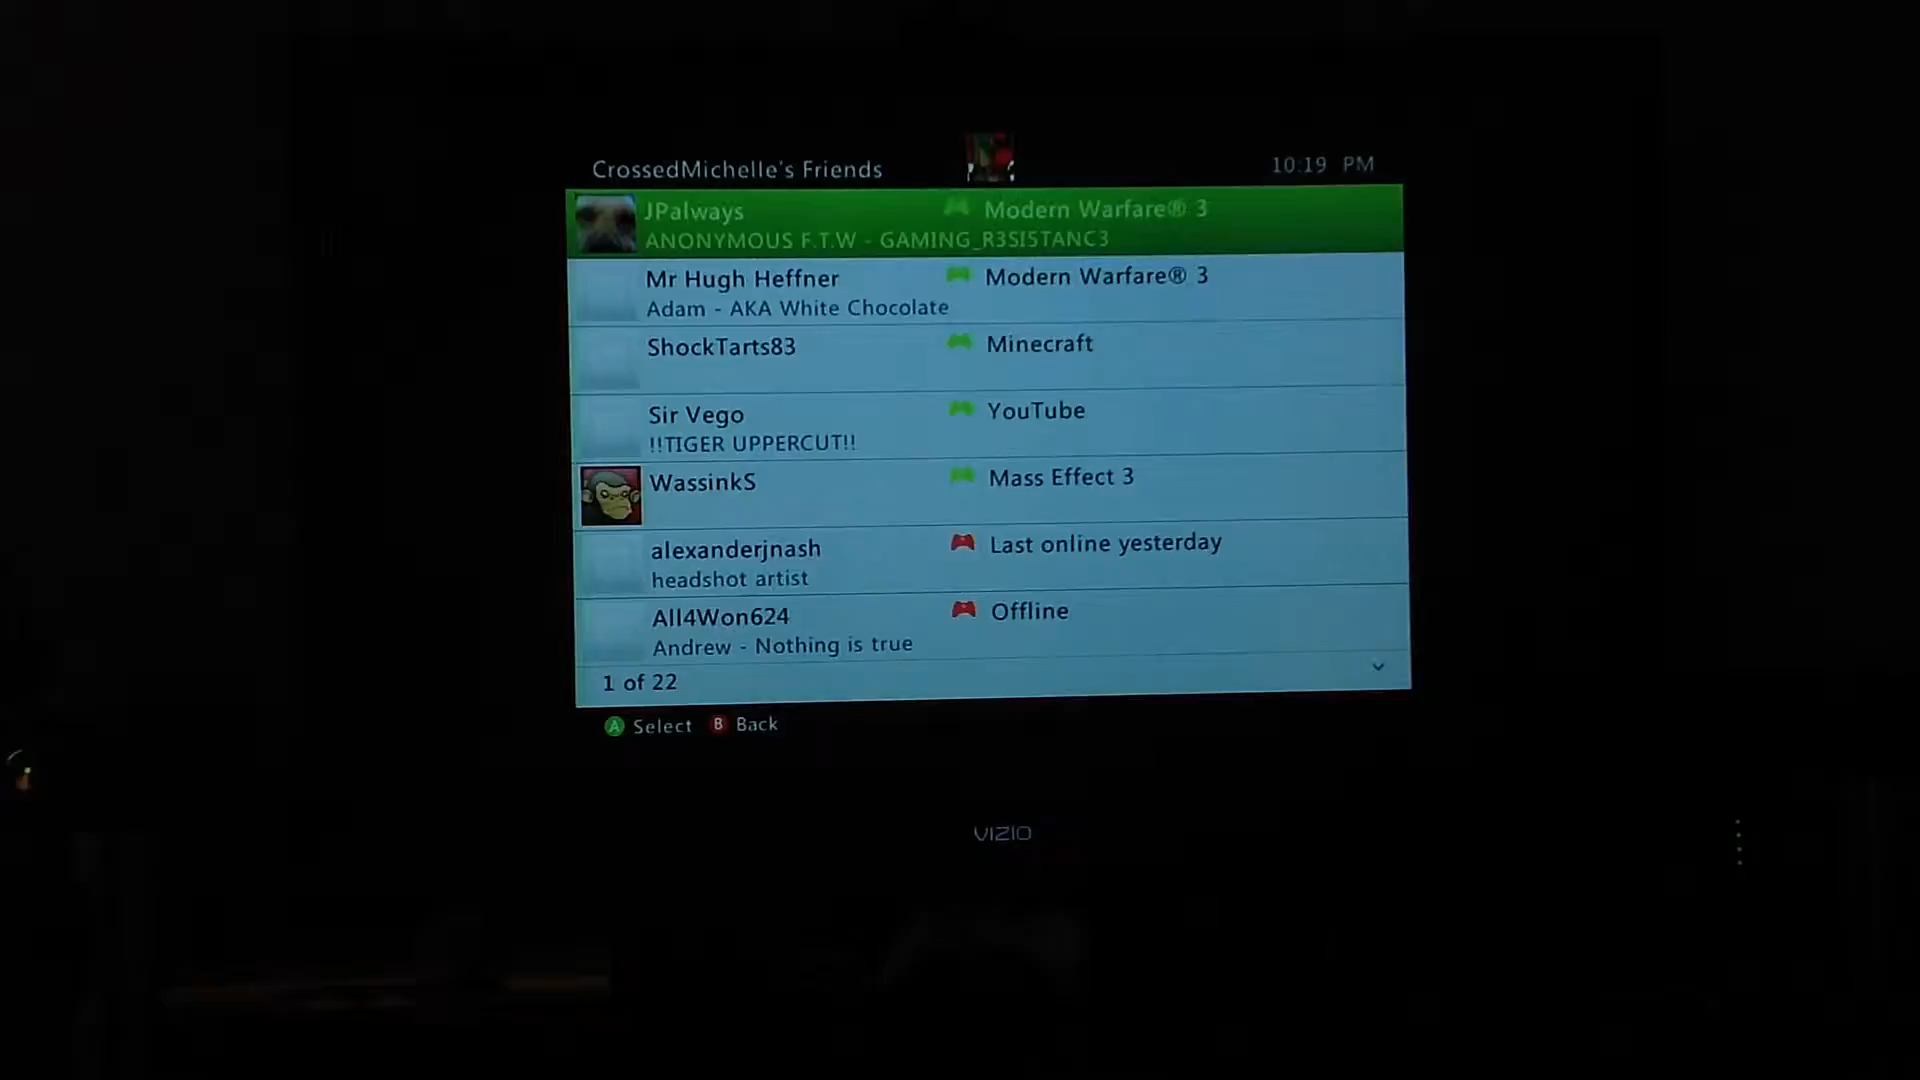 CrossedMichelle's Friends
10:19 PM
JPalways Modern Warfare® 3
ANONYMOUS F.T.W - GAMING_R3SI5TANC3
Mr Hugh Heffner Modern Warfare® 3
Adam - AKA White Chocolate
ShockTarts83 Minecraft
Sir Vego YouTube
!!TIGER UPPERCUT!!
WassinkS Mass Effect 3
alexanderjnash Last online yesterday
headshot artist
All4Won624 Offline
Andrew - Nothing is true
1 of 22
A Select B Back
VIZIO